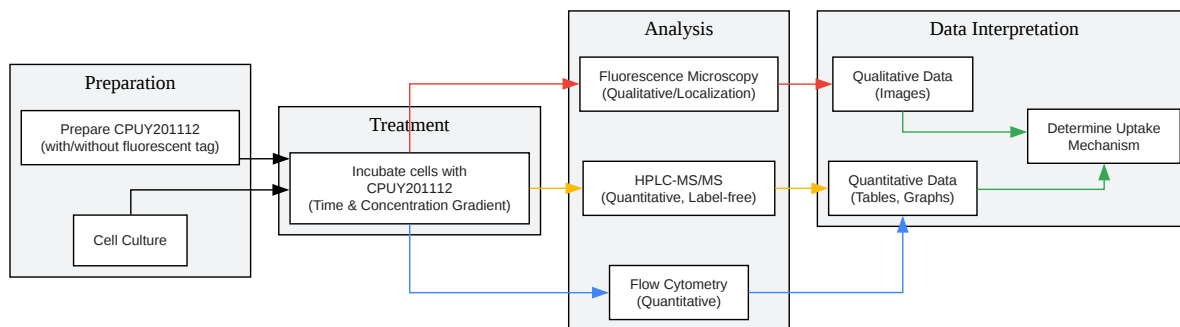 Preparation
Prepare CPUY201112
(with/without fluorescent tag)
Cell Culture
Treatment
Incubate cells with
CPUY201112
(Time & Concentration Gradient)
Analysis
Fluorescence Microscopy
(Qualitative/Localization)
HPLC-MS/MS
(Quantitative, Label-free)
Flow Cytometry
(Quantitative)
Data Interpretation
Qualitative Data
(Images)
Quantitative Data
(Tables, Graphs)
Determine Uptake
Mechanism